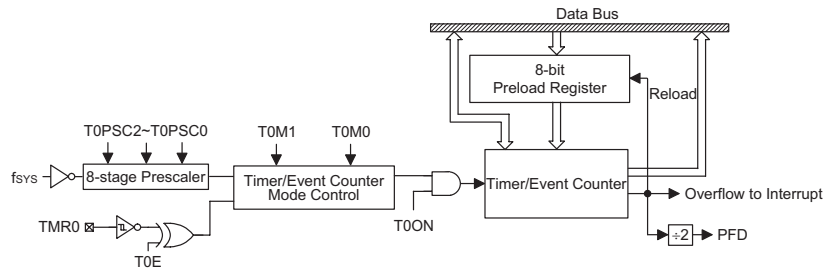 Data Bus
8-bit
Preload Register
Reload
T0PSC2~T0PSC0
T0M1
T0M0
fSYS
8-stage Prescaler
Timer/Event Counter
Mode Control
Timer/Event Counter
T0ON
Overflow to Interrupt
TMR0
T0E
÷2
PFD